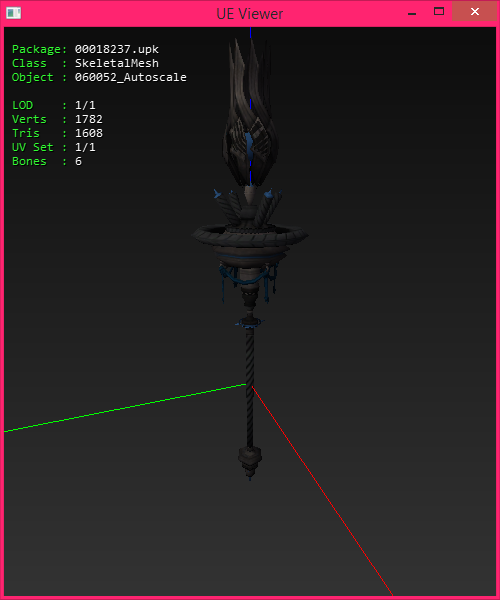 UE Viewer
Package: 00018237.upk
Class  : SkeletalMesh
Object : 060052_Autoscale
LOD    : 1/1
Verts  : 1782
Tris   : 1608
UV Set : 1/1
Bones  : 6